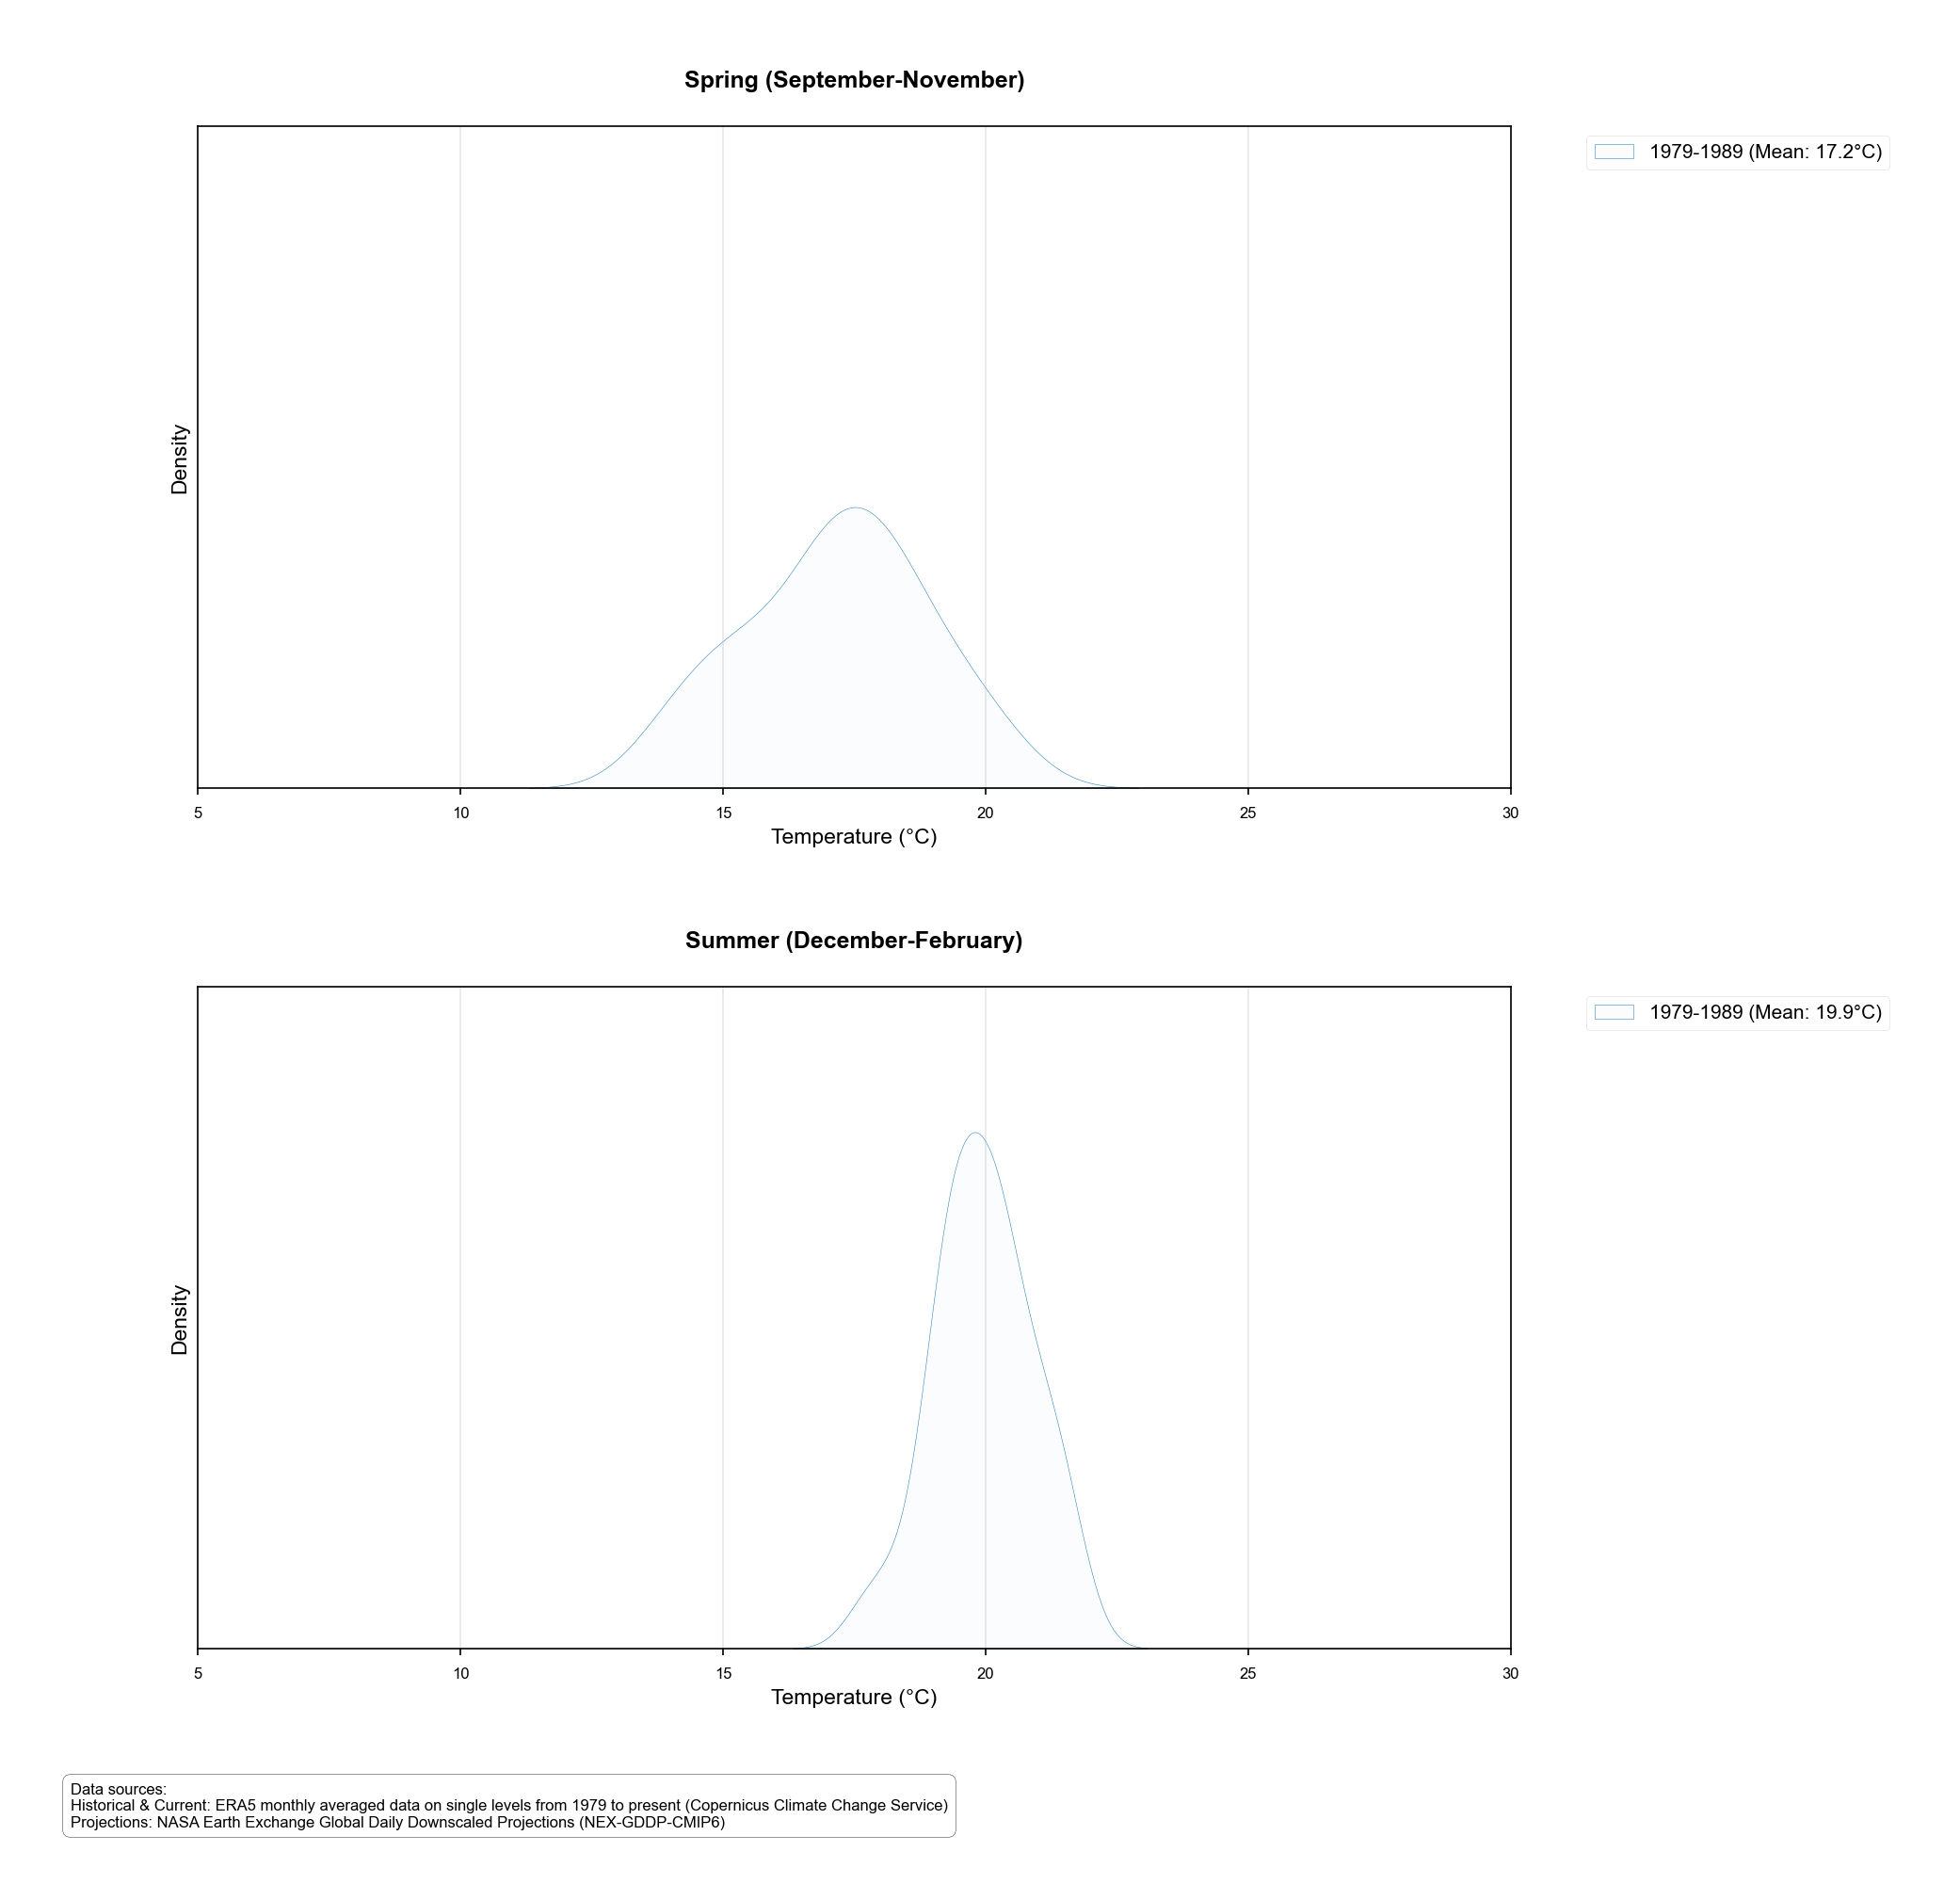 Spring (September-November)
1979-1989 (Mean: 17.2°C)
Density
5 10 15 20 25 30
Temperature (°C)
Summer (December-February)
1979-1989 (Mean: 19.9°C)
Density
5 10 15 20 25 30
Temperature (°C)
Data sources:
Historical & Current: ERA5 monthly averaged data on single levels from 1979 to present (Copernicus Climate Change Service)
Projections: NASA Earth Exchange Global Daily Downscaled Projections (NEX-GDDP-CMIP6)